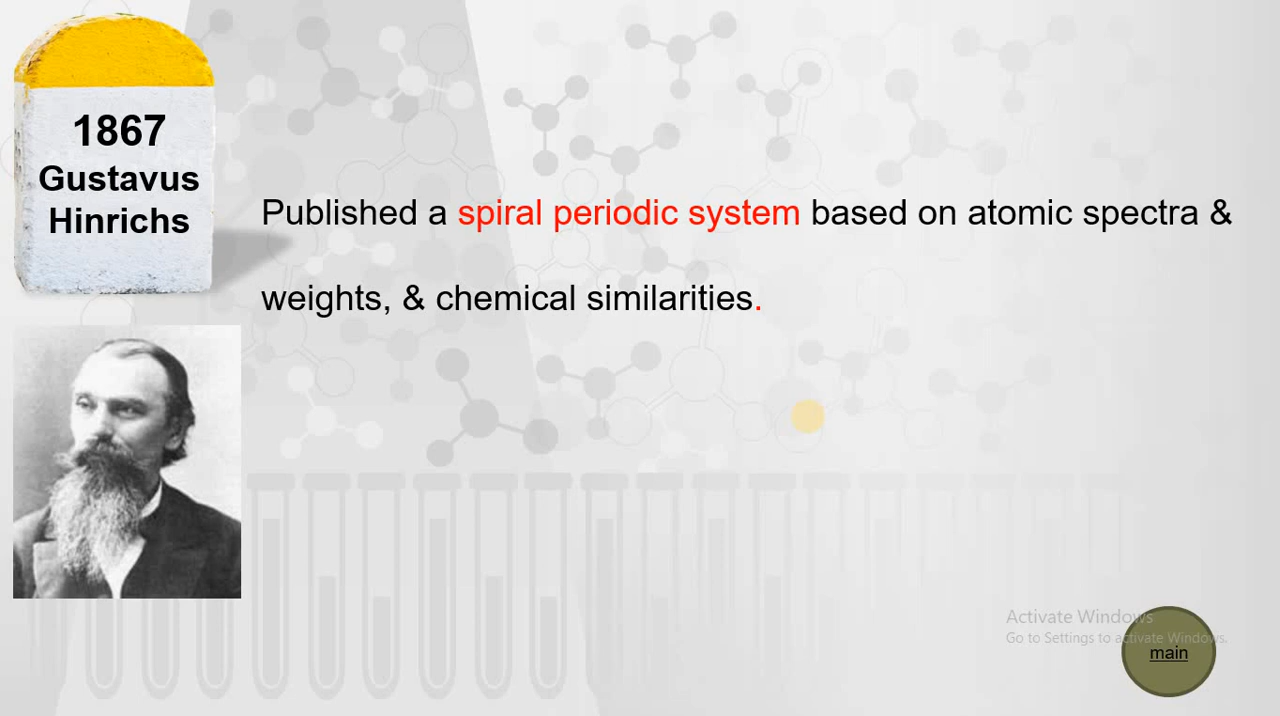 1867
Gustavus
Hinrichs
Published a spiral periodic system based on atomic spectra &
weights, & chemical similarities.
Activate Windows
Go to Settings to activate Windows.
main